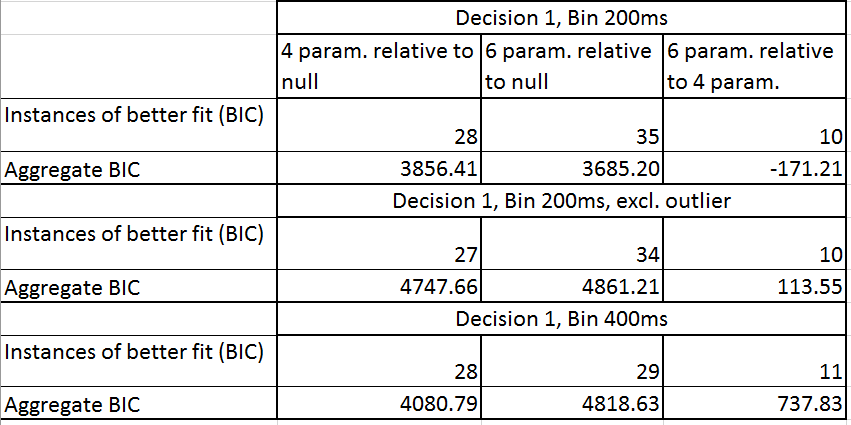 Decision 1, Bin 200ms
4 param. relative to null
6 param. relative to null
6 param. relative to 4 param.
Instances of better fit (BIC) 28 35 10
Aggregate BIC 3856.41 3685.20 -171.21
Decision 1, Bin 200ms, excl. outlier
Instances of better fit (BIC) 27 34 10
Aggregate BIC 4747.66 4861.21 113.55
Decision 1, Bin 400ms
Instances of better fit (BIC) 28 29 11
Aggregate BIC 4080.79 4818.63 737.83